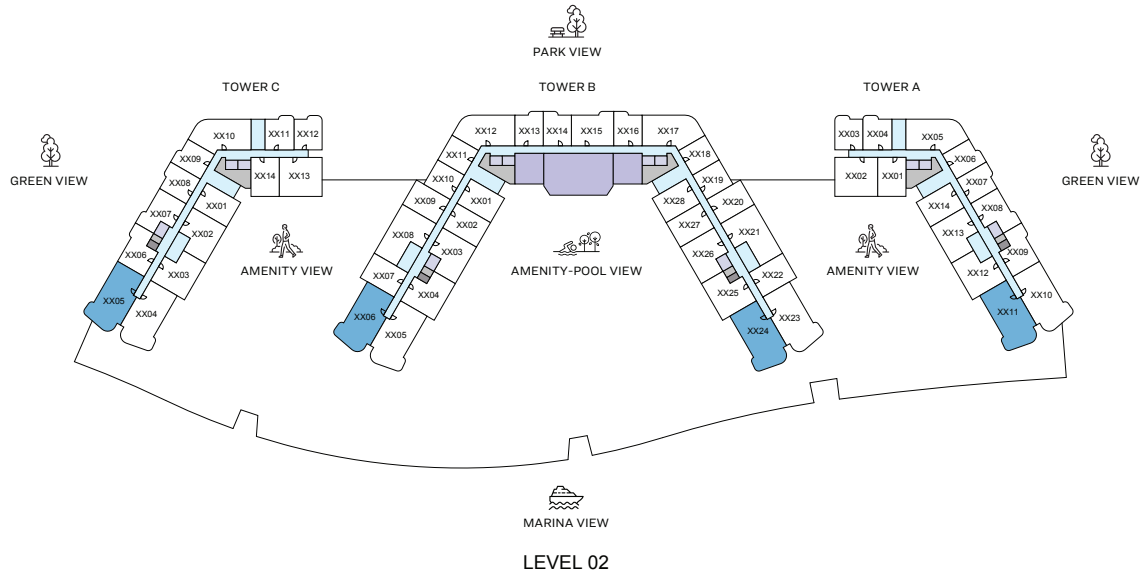 PARK VIEW
TOWER C
TOWER B
TOWER A
XX10
XX11
XX12
XX09
XX08
XX14
XX13
XX01
XX07
XX02
XX06
XX03
XX05
XX04
XX12
XX13
XX14
XX15
XX16
XX17
XX11
XX18
XX10
XX01
XX19
XX09
XX02
XX28
XX20
XX08
XX03
XX27
XX21
XX07
XX04
XX26
XX22
XX06
XX05
XX25
XX24
XX23
XX03
XX04
XX05
XX02
XX01
XX06
XX07
XX14
XX08
XX13
XX09
XX12
XX10
XX11
GREEN VIEW
GREEN VIEW
AMENITY VIEW
AMENITY-POOL VIEW
AMENITY VIEW
MARINA VIEW
LEVEL 02